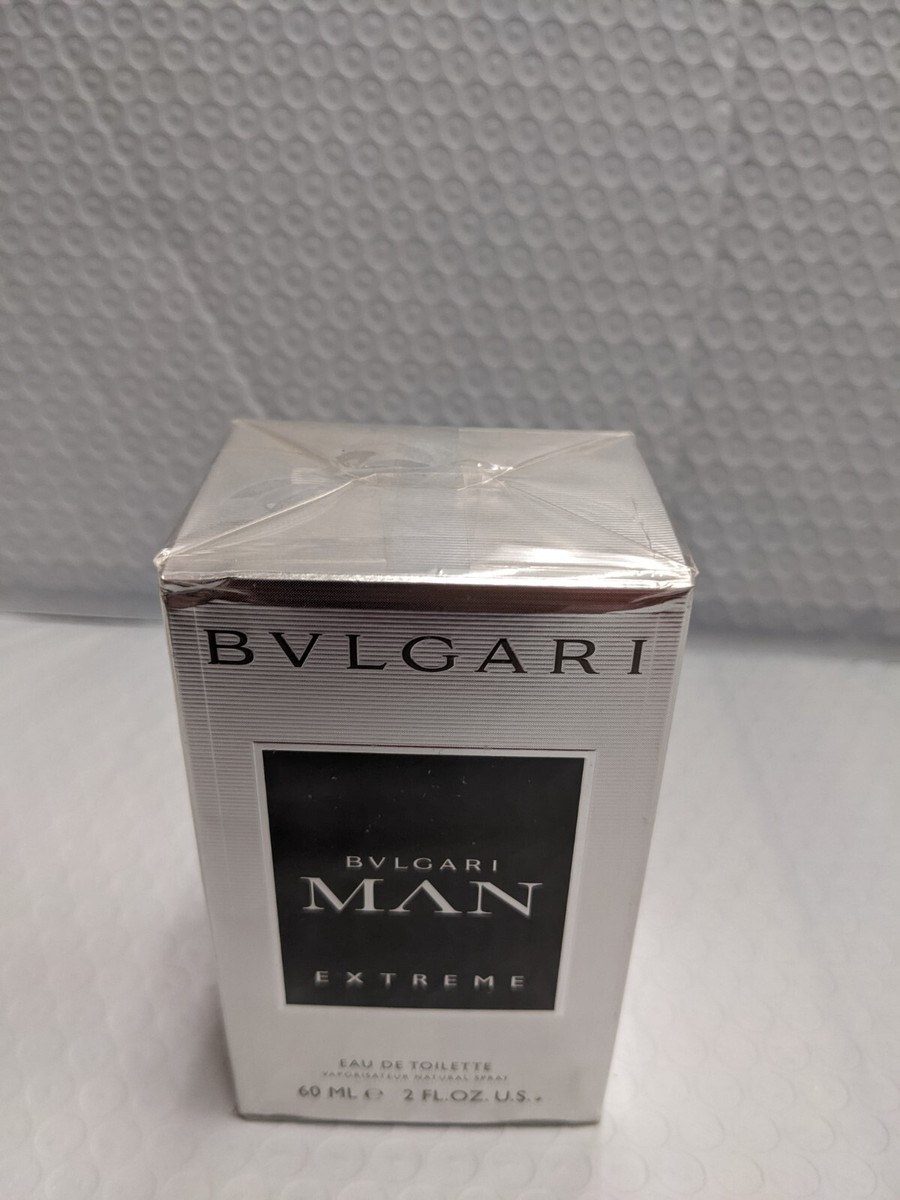 BVLGARI
BVLGARI
MAN
EXTREME
EAU DE TOILETTE
VAPORISATEUR NATURAL SPRAY
60 ML ℮ 2 FL.OZ. U.S.